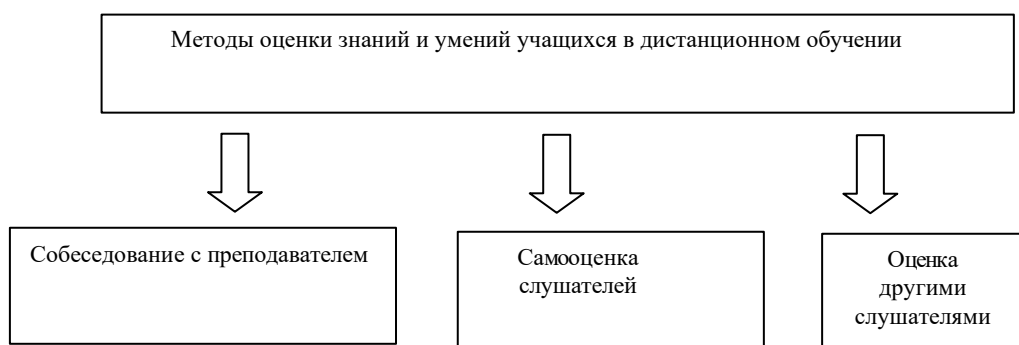 Методы оценки знаний и умений учащихся в дистанционном обучении
Собеседование с преподавателем
Самооценка
слушателей
Оценка
другими
слушателями